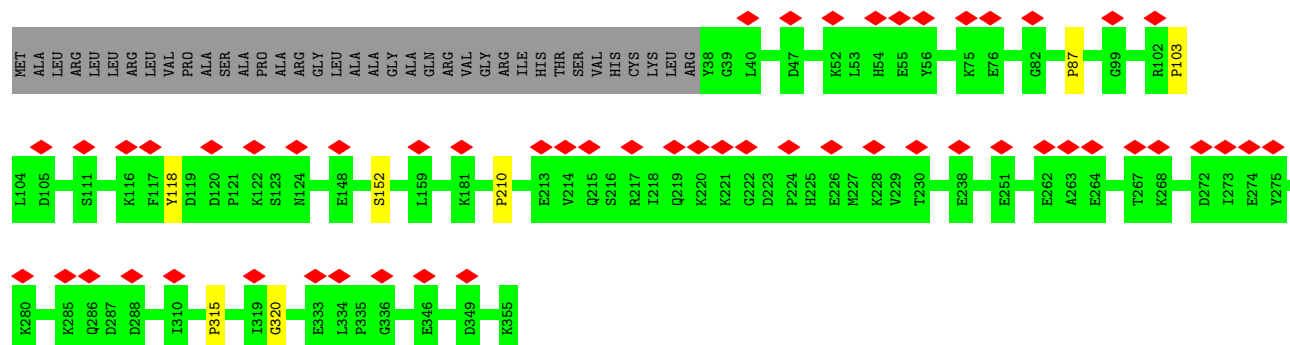 MET ALA LEU ARG LEU LEU ARG LEU VAL PRO ALA SER ALA PRO ALA ARG GLY LEU ALA ALA GLY ALA GLN ARG VAL GLY ARG ILE HIS THR SER VAL HIS CYS LYS LEU ARG Y38 G39 L40 D47 K52 L53 H54 E55 Y56 K75 E76 G82 P87 G99 R102 P103
L104 D105 S111 K116 F117 Y118 D119 D120 P121 K122 S123 N124 E148 S152 L159 K181 P210 E213 V214 Q215 S216 R217 I218 Q219 K220 K221 G222 D223 P224 H225 E226 M227 K228 V229 T230 E238 E251 E262 A263 E264 T267 K268 D272 I273 E274 Y275
K280 K285 Q286 D287 D288 I310 P315 I319 G320 E333 L334 P335 G336 E346 D349 K355